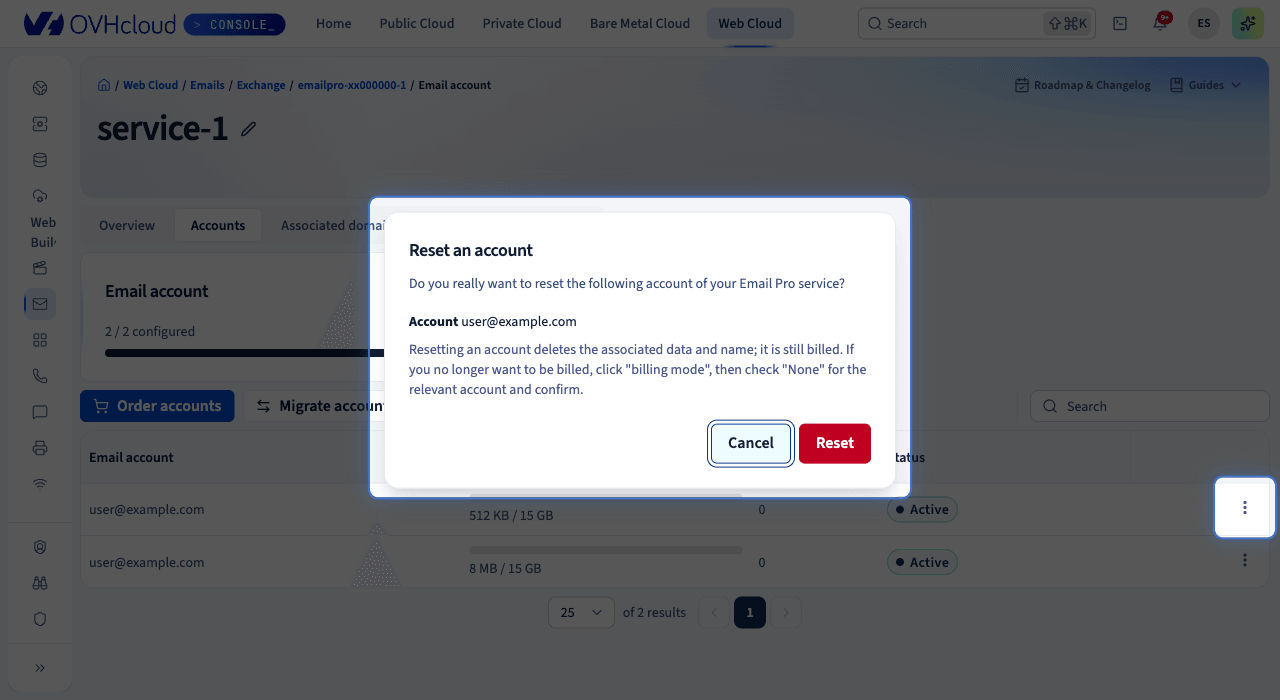 OVHcloud > CONSOLE_ Home Public Cloud Private Cloud Bare Metal Cloud Web Cloud Search ⇧⌘K 9+ ES
/ Web Cloud / Emails / Exchange / emailpro-xx000000-1 / Email account
Roadmap & Changelog Guides
service-1
Web
Buil
Overview Accounts Associated domai
Reset an account
Do you really want to reset the following account of your Email Pro service?
Account user@example.com
Resetting an account deletes the associated data and name; it is still billed. If
you no longer want to be billed, click "billing mode", then check "None" for the
relevant account and confirm.
Cancel Reset
Email account
2 / 2 configured
Order accounts Migrate accoun Search
Email account tatus
user@example.com 512 KB / 15 GB 0 Active
user@example.com 8 MB / 15 GB 0 Active
25 of 2 results 1